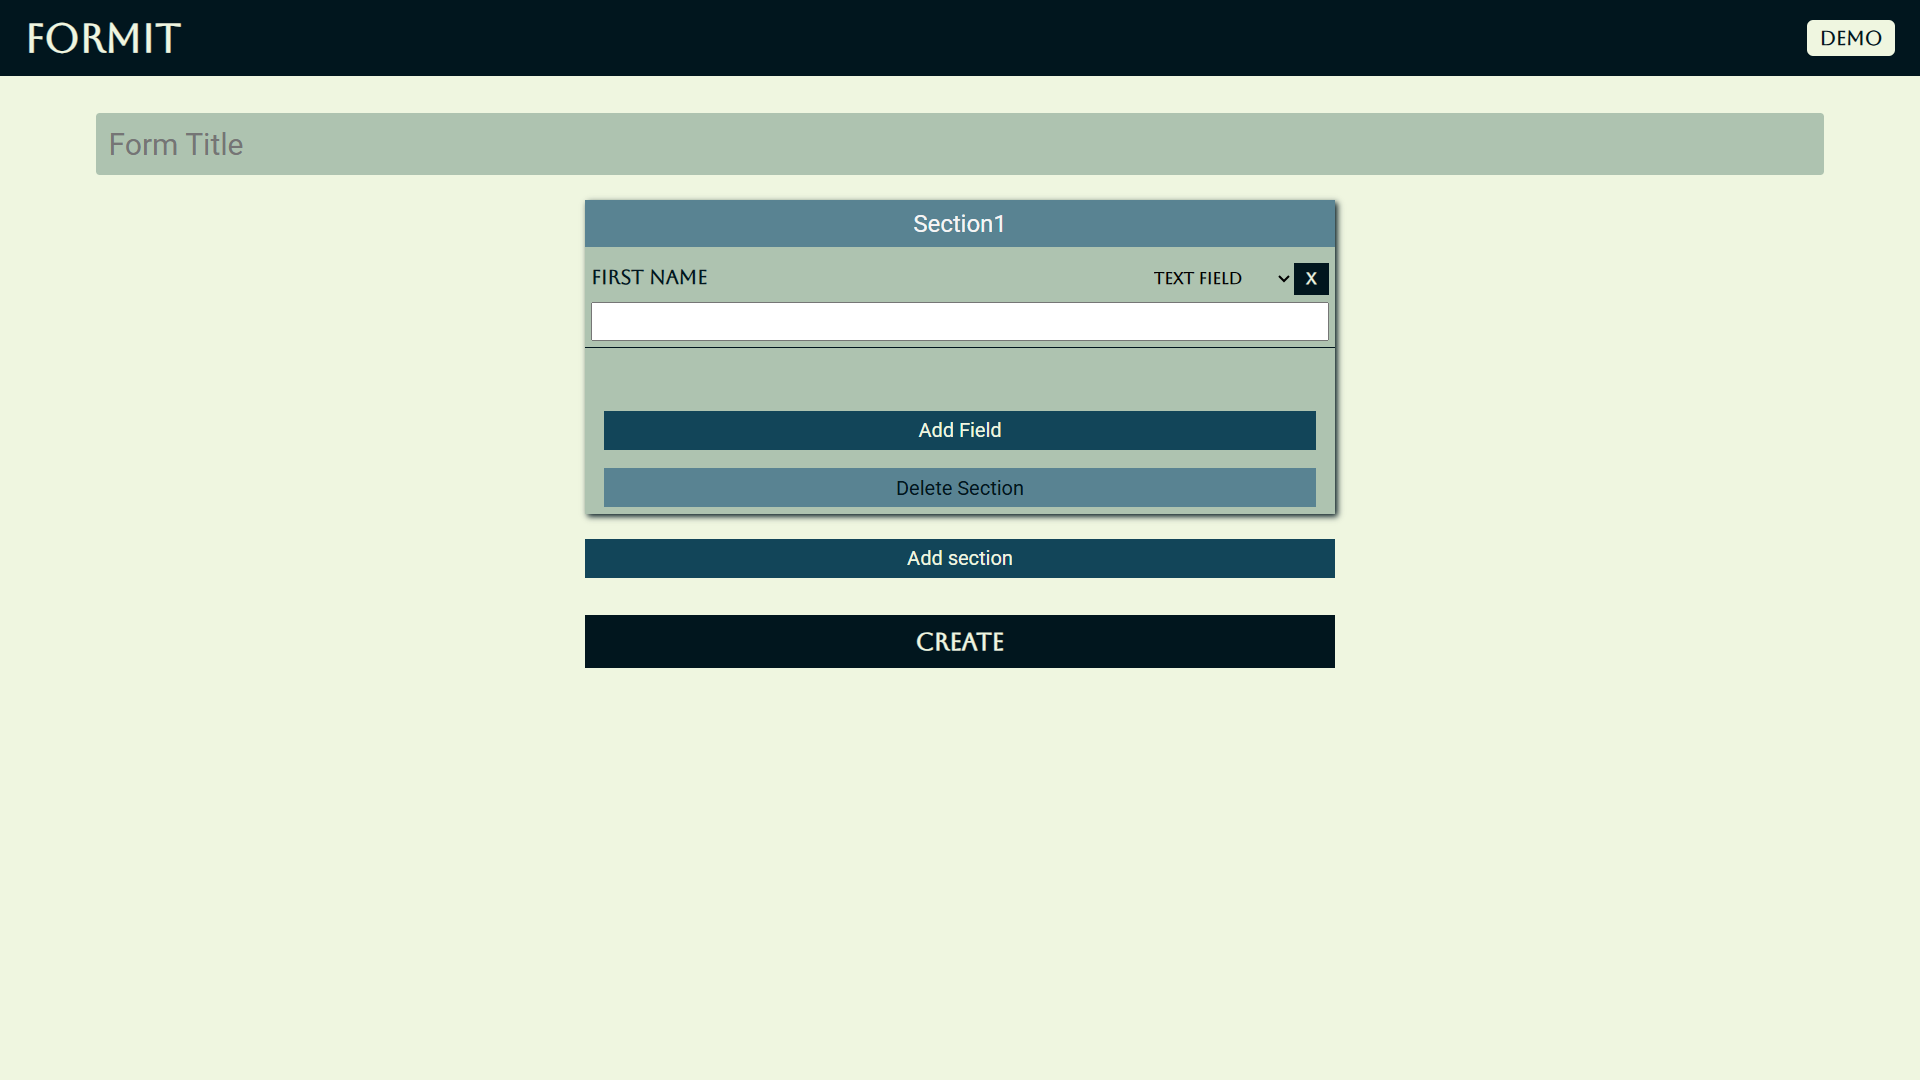 FORMIT
DEMO
Form Title
Section1
FIRST NAME
TEXT FIELD
X
Add Field
Delete Section
Add section
CREATE